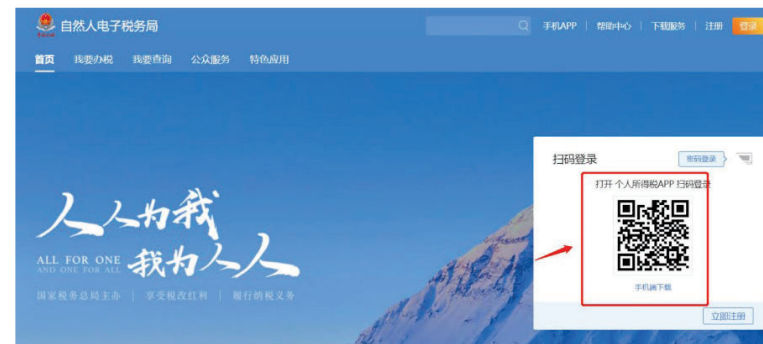 自然人电子税务局
手机APP | 帮助中心 | 下载服务 | 注册 登录
首页 我要办税 我要查询 公众服务 特色应用
扫码登录 密码登录
打开 个人所得税APP 扫码登录
人人为我
ALL FOR ONE
AND ONE FOR ALL
我为人人
手机端下载
国家税务总局主办 | 享受税改红利 | 履行纳税义务
立即注册